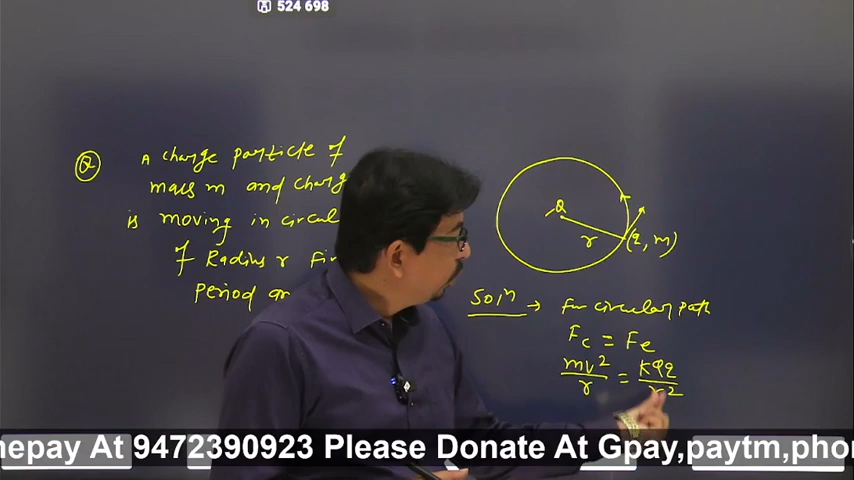 524 698
Q A charge particle of
mass m and charg
is moving in circul
of Radius r Fin
Period an
-Q
r
(q, m)
Solⁿ → For circular path
Fc = Fe
mv²/r = KQq/r²
nepay At 9472390923 Please Donate At Gpay,paytm,phon